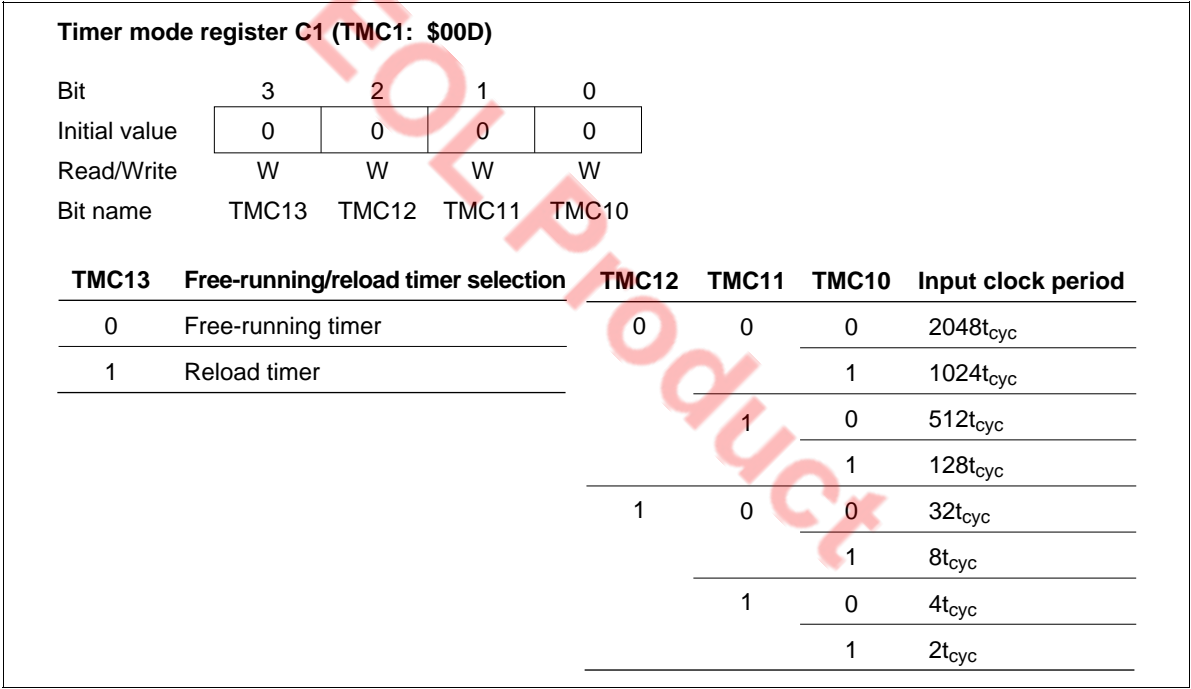 Timer mode register C1 (TMC1: $00D)
Bit 3 2 1 0
Initial value 0 0 0 0
Read/Write W W W W
Bit name TMC13 TMC12 TMC11 TMC10
TMC13 Free-running/reload timer selection
0 Free-running timer
1 Reload timer
TMC12 TMC11 TMC10 Input clock period
0 0 0 2048tcyc
1 1024tcyc
1 0 512tcyc
1 128tcyc
1 0 0 32tcyc
1 8tcyc
1 0 4tcyc
1 2tcyc
EOL Product